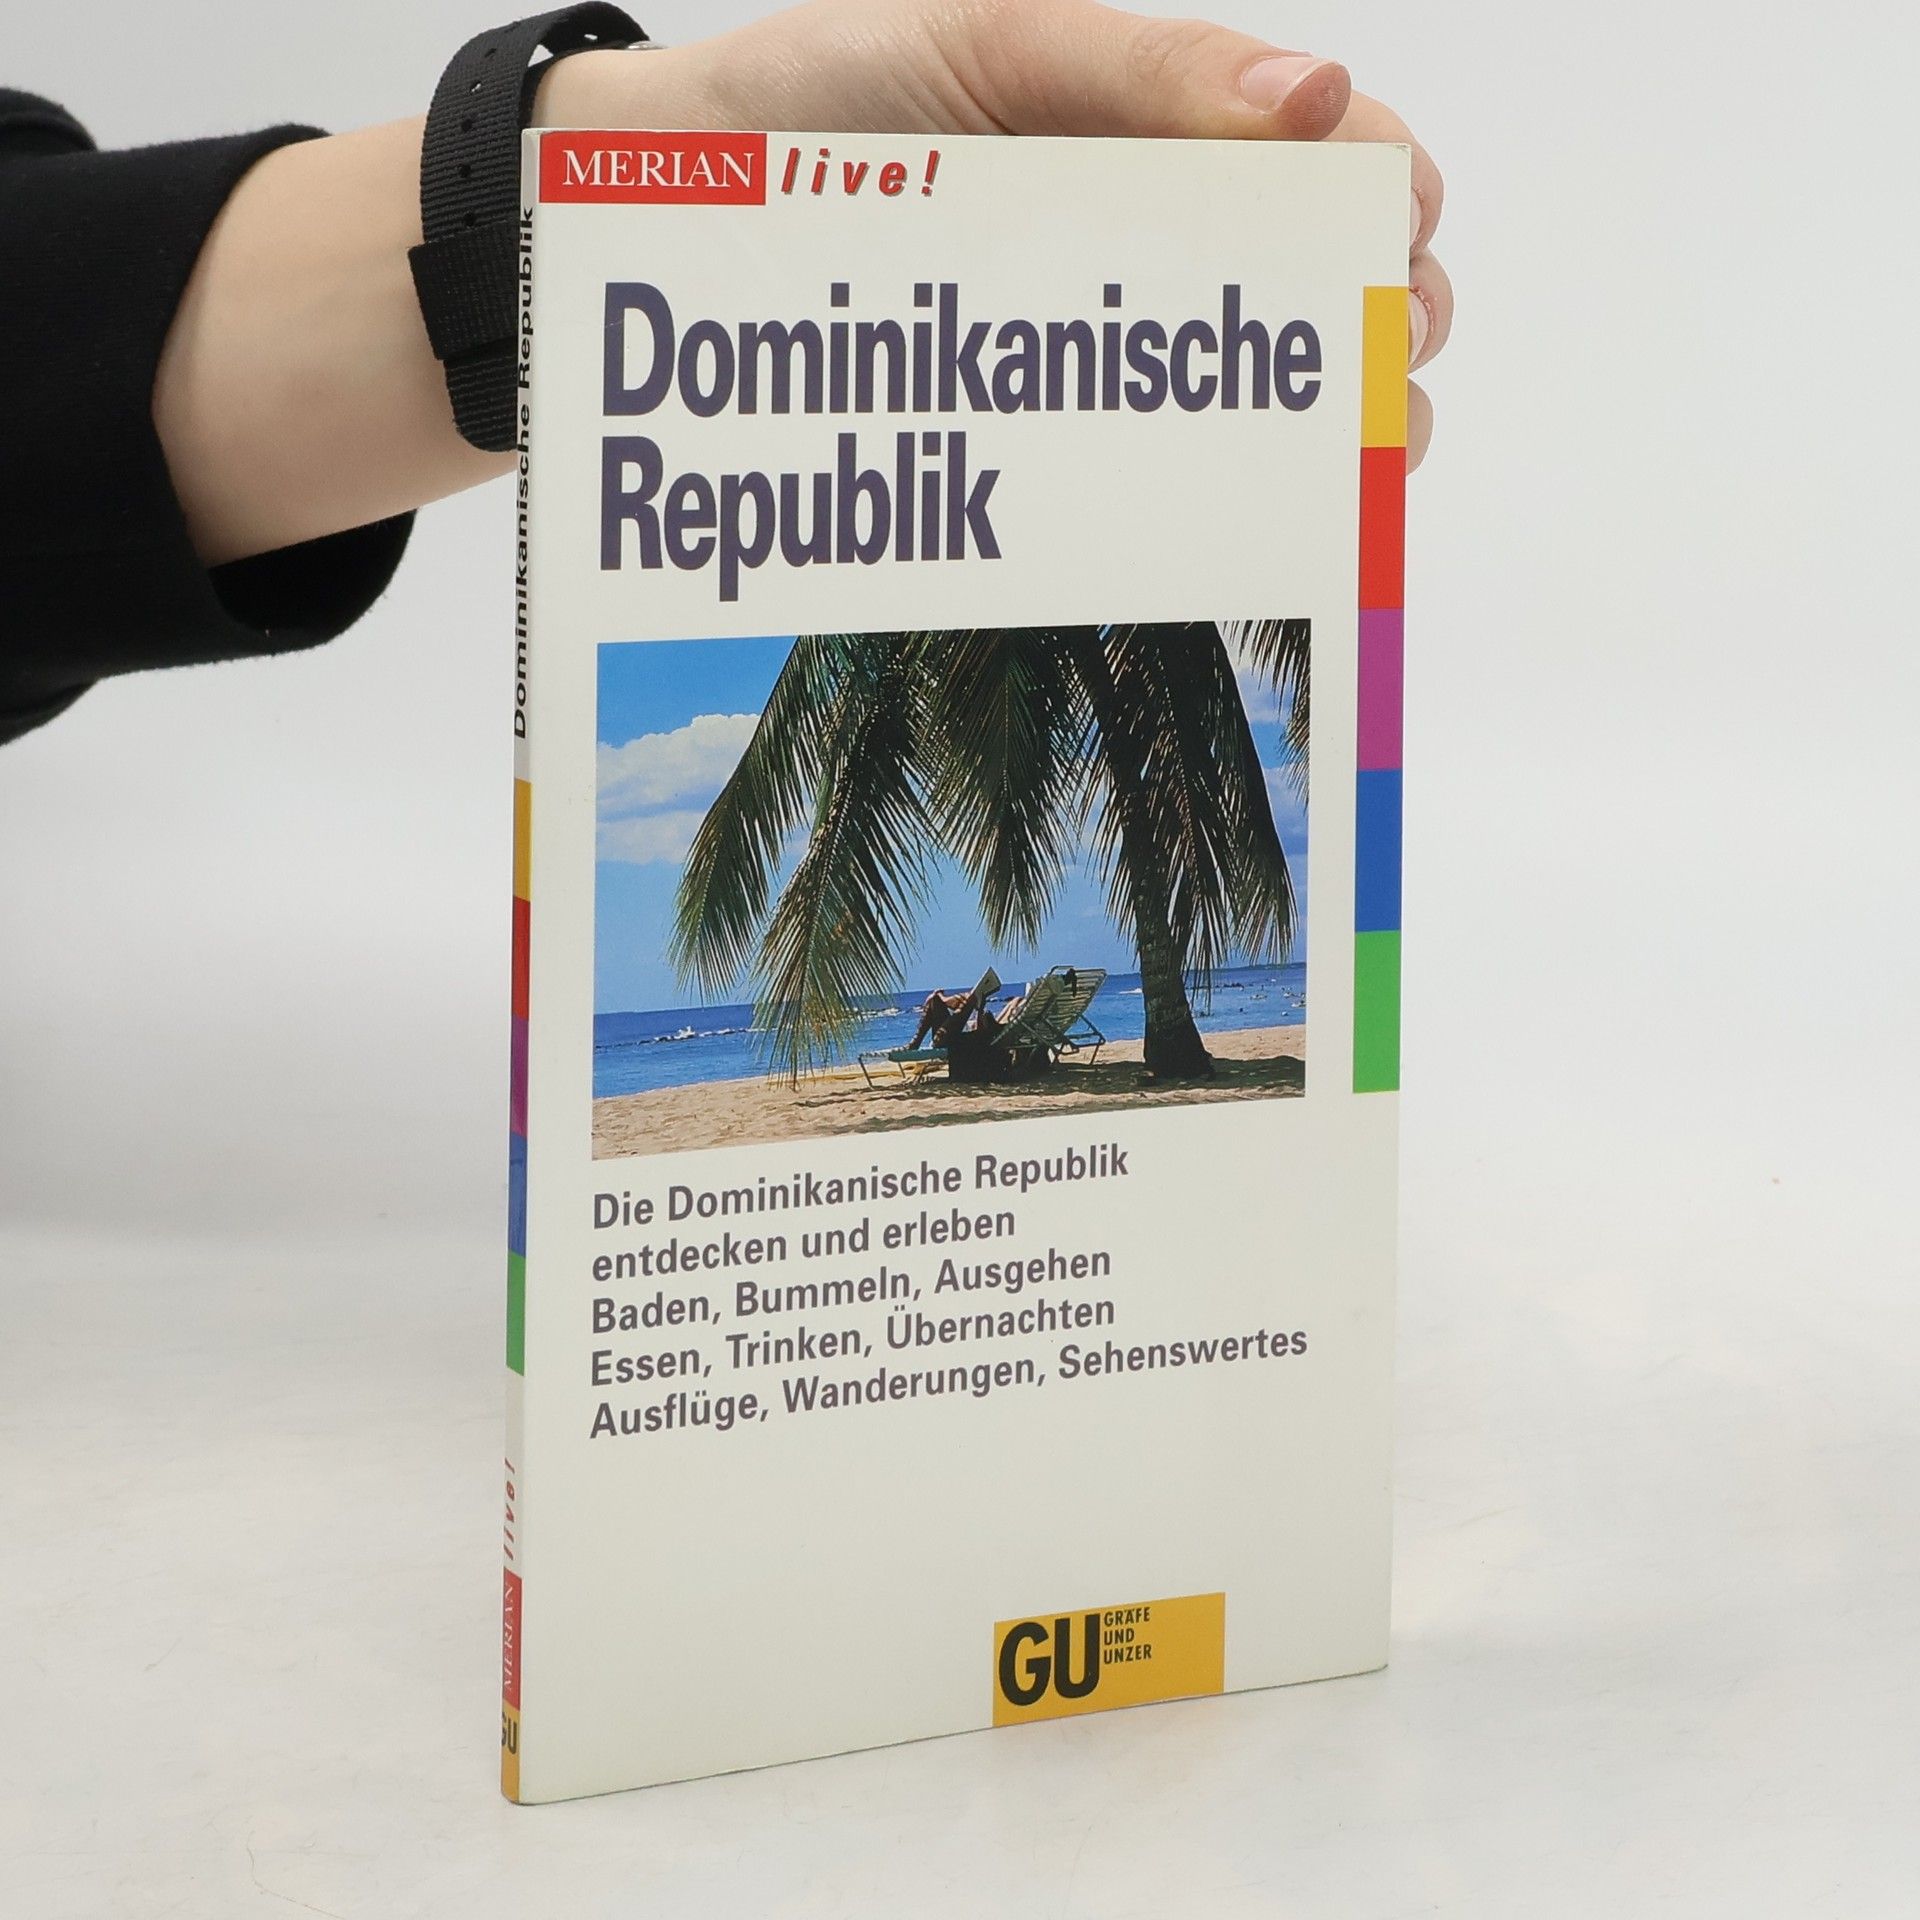 MERIAN live!
Dominikanische
Republik
Die Dominikanische Republik
entdecken und erleben
Baden, Bummeln, Ausgehen
Essen, Trinken, Übernachten
Ausflüge, Wanderungen, Sehenswertes
GU GRÄFE
UND
UNZER
Dominikanische Republik
MERIAN live!
GU